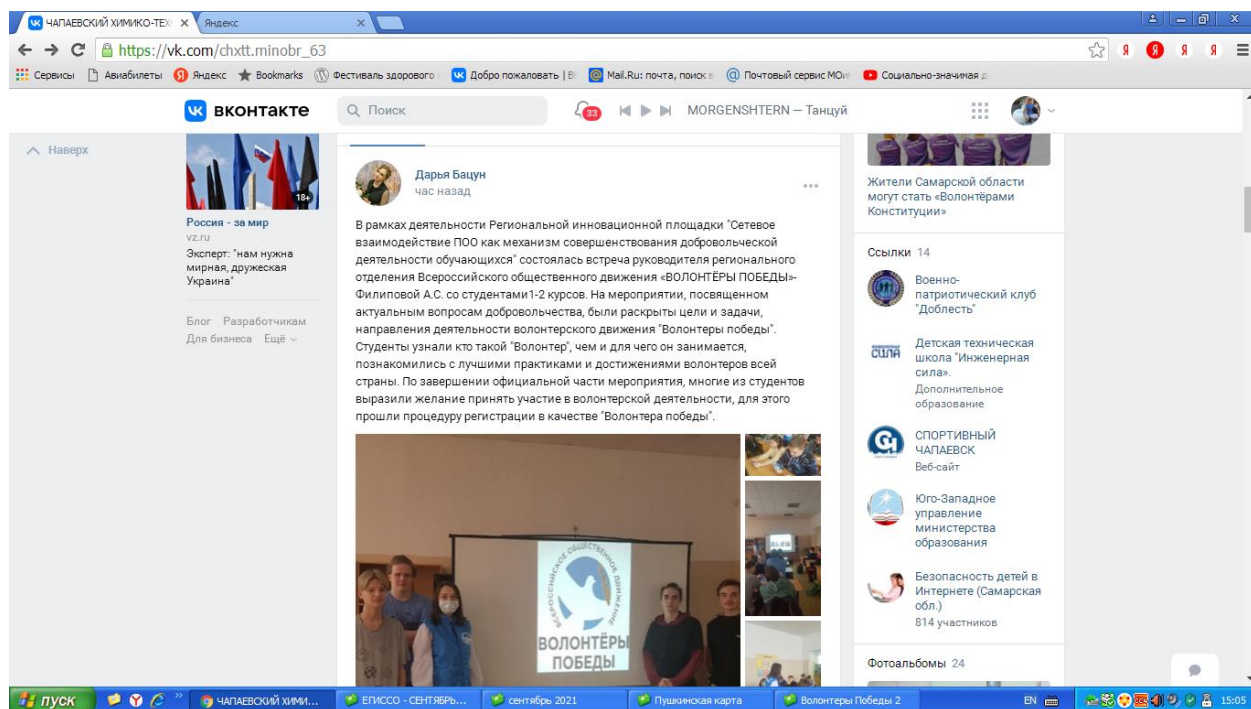 ЧАПАЕВСКИЙ ХИМИКО-ТЕХ
Яндекс
https://vk.com/chxtt.minobr_63
Сервисы
Авиабилеты
Яндекс
Bookmarks
Фестиваль здорового
Добро пожаловать | В
Mail.Ru: почта, поиск в
Почтовый сервис МОи
Социально-значимая д
вконтакте
Поиск
33
MORGENSHTERN — Танцуй
Наверх
18+
Россия - за мир
vz.ru
Эксперт: "нам нужна
мирная, дружеская
Украина"
Блог Разработчикам
Для бизнеса Ещё
Дарья Бацун
час назад
В рамках деятельности Региональной инновационной площадки "Сетевое
взаимодействие ПОО как механизм совершенствования добровольческой
деятельности обучающихся" состоялась встреча руководителя регионального
отделения Всероссийского общественного движения «ВОЛОНТЁРЫ ПОБЕДЫ»-
Филиповой А.С. со студентами1-2 курсов. На мероприятии, посвященном
актуальным вопросам добровольчества, были раскрыты цели и задачи,
направления деятельности волонтерского движения "Волонтеры победы".
Студенты узнали кто такой "Волонтер", чем и для чего он занимается,
познакомились с лучшими практиками и достижениями волонтеров всей
страны. По завершении официальной части мероприятия, многие из студентов
выразили желание принять участие в волонтерской деятельности, для этого
прошли процедуру регистрации в качестве "Волонтера победы".
ВСЕРОССИЙСКОЕ ОБЩЕСТВЕННОЕ ДВИЖЕНИЕ
ВОЛОНТЁРЫ
ПОБЕДЫ
Жители Самарской области
могут стать «Волонтёрами
Конституции»
Ссылки 14
Военно-
патриотический клуб
"Доблесть"
СИЛА
Детская техническая
школа "Инженерная
сила».
Дополнительное
образование
СПОРТИВНЫЙ
ЧАПАЕВСК
Веб-сайт
Юго-Западное
управление
министерства
образования
Безопасность детей в
Интернете (Самарская
обл.)
814 участников
Фотоальбомы 24
пуск
ЧАПАЕВСКИЙ ХИМИ...
ЕГИССО - СЕНТЯБРЬ...
сентябрь 2021
Пушкинская карта
Волонтеры Победы 2
EN
15:05